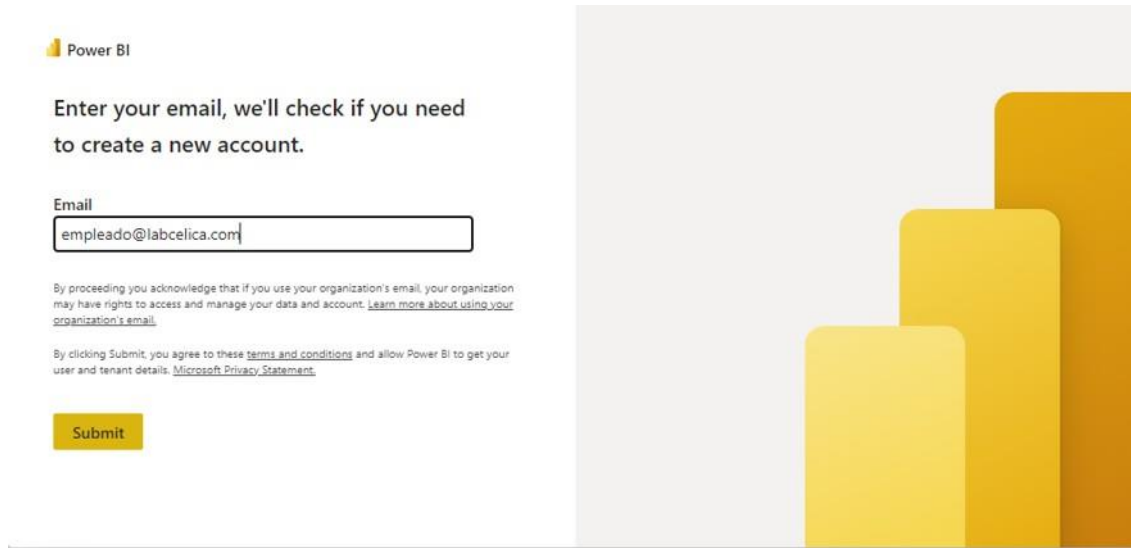 Power BI
Enter your email, we'll check if you need
to create a new account.
Email
empleado@labcelica.com
By proceeding you acknowledge that if you use your organization's email, your organization
may have rights to access and manage your data and account. Learn more about using your
organization's email.
By clicking Submit, you agree to these terms and conditions and allow Power BI to get your
user and tenant details. Microsoft Privacy Statement.
Submit